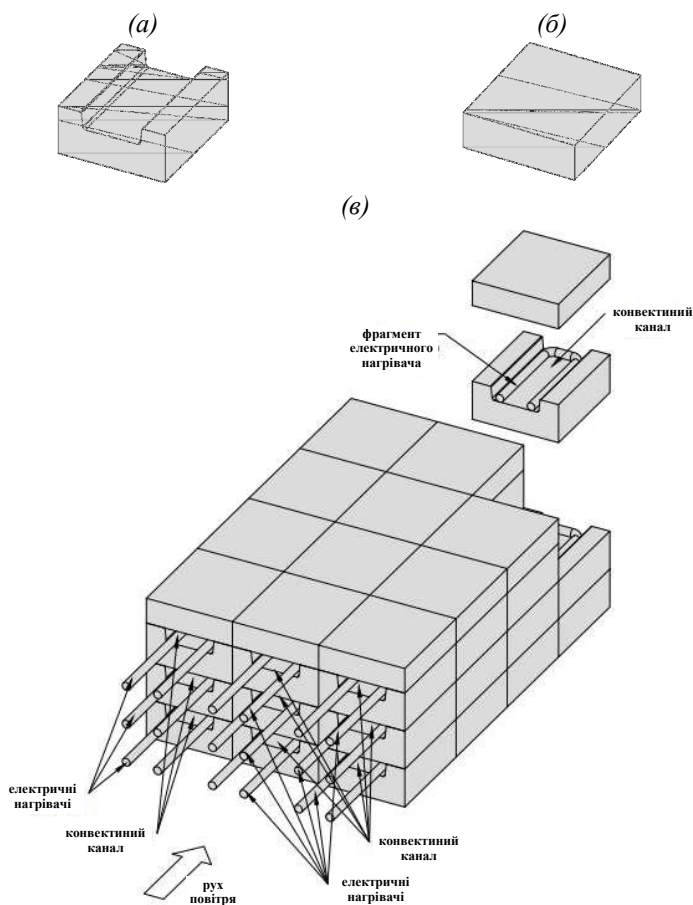 (а)
(б)
(в)
конвектиний
канал
фрагмент
електричного
нагрівача
електричні
нагрівачі
конвектиний
канал
рух
повітря
електричні
нагрівачі
конвектиний
канал